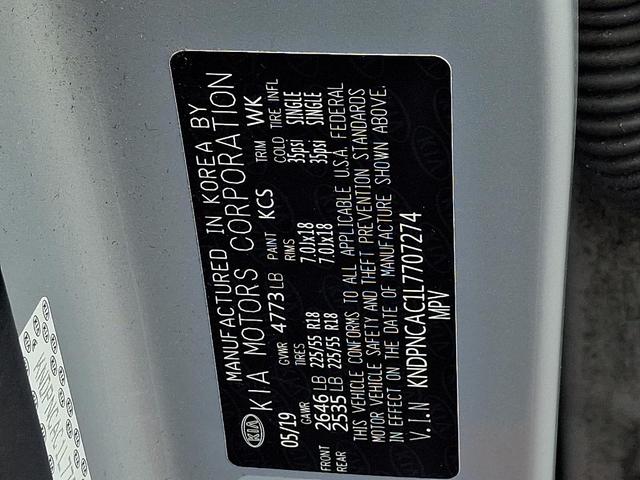 MANUFACTURED IN KOREA BY
KIA KIA MOTORS CORPORATION
05/19 GVWR 4773 LB PAINT KCS TRIM WK
GAWR TIRES RIMS COLD TIRE INFL
FRONT 2646 LB 225/55 R18 7.0Jx18 35psi SINGLE
REAR 2535 LB 225/55 R18 7.0Jx18 35psi SINGLE
THIS VEHICLE CONFORMS TO ALL APPLICABLE U.S.A. FEDERAL
MOTOR VEHICLE SAFETY AND THEFT PREVENTION STANDARDS
IN EFFECT ON THE DATE OF MANUFACTURE SHOWN ABOVE.
V.I.N KNDPNCAC1L7707274
MPV